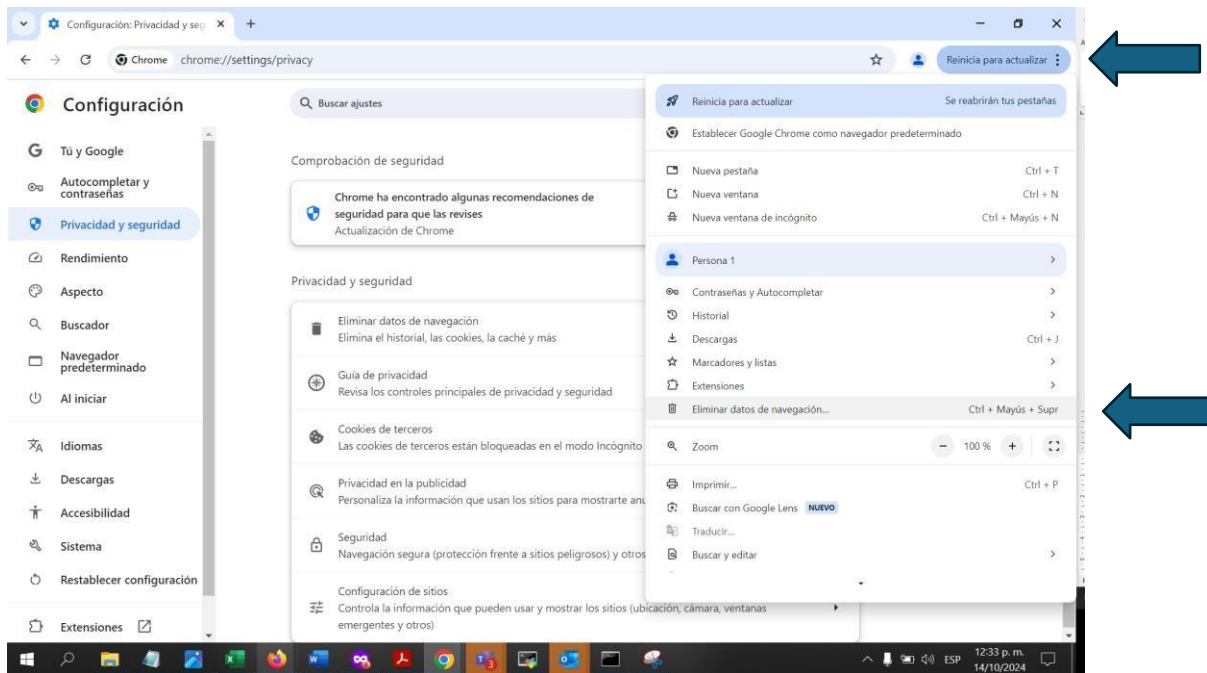 Configuración: Privacidad y seg
Chrome chrome://settings/privacy
Reinicia para actualizar
Configuración
Buscar ajustes
Tú y Google
Autocompletar y
contraseñas
Privacidad y seguridad
Rendimiento
Aspecto
Buscador
Navegador
predeterminado
Al iniciar
Idiomas
Descargas
Accesibilidad
Sistema
Restablecer configuración
Extensiones
Comprobación de seguridad
Chrome ha encontrado algunas recomendaciones de
seguridad para que las revises
Actualización de Chrome
Privacidad y seguridad
Eliminar datos de navegación
Elimina el historial, las cookies, la caché y más
Guía de privacidad
Revisa los controles principales de privacidad y seguridad
Cookies de terceros
Las cookies de terceros están bloqueadas en el modo Incógnito
Privacidad en la publicidad
Personaliza la información que usan los sitios para mostrarte anu
Seguridad
Navegación segura (protección frente a sitios peligrosos) y otros
Configuración de sitios
Controla la información que pueden usar y mostrar los sitios (ubicación, cámara, ventanas
emergentes y otros)
Reinicia para actualizar Se reabrirán tus pestañas
Establecer Google Chrome como navegador predeterminado
Nueva pestaña Ctrl + T
Nueva ventana Ctrl + N
Nueva ventana de incógnito Ctrl + Mayús + N
Persona 1
Contraseñas y Autocompletar
Historial
Descargas Ctrl + J
Marcadores y listas
Extensiones
Eliminar datos de navegación... Ctrl + Mayús + Supr
Zoom - 100 % +
Imprimir... Ctrl + P
Buscar con Google Lens NUEVO
Traducir...
Buscar y editar
ESP
12:33 p. m.
14/10/2024